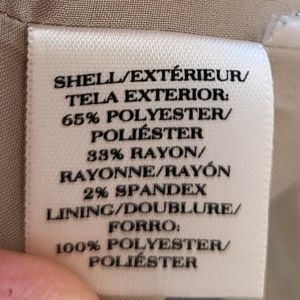 SHELL/EXTÉRIEUR/
TELA EXTERIOR:
65% POLYESTER/
POLIÉSTER
33% RAYON/
RAYONNE/RAYÓN
2% SPANDEX
LINING/DOUBLURE/
FORRO:
100% POLYESTER/
POLIÉSTER